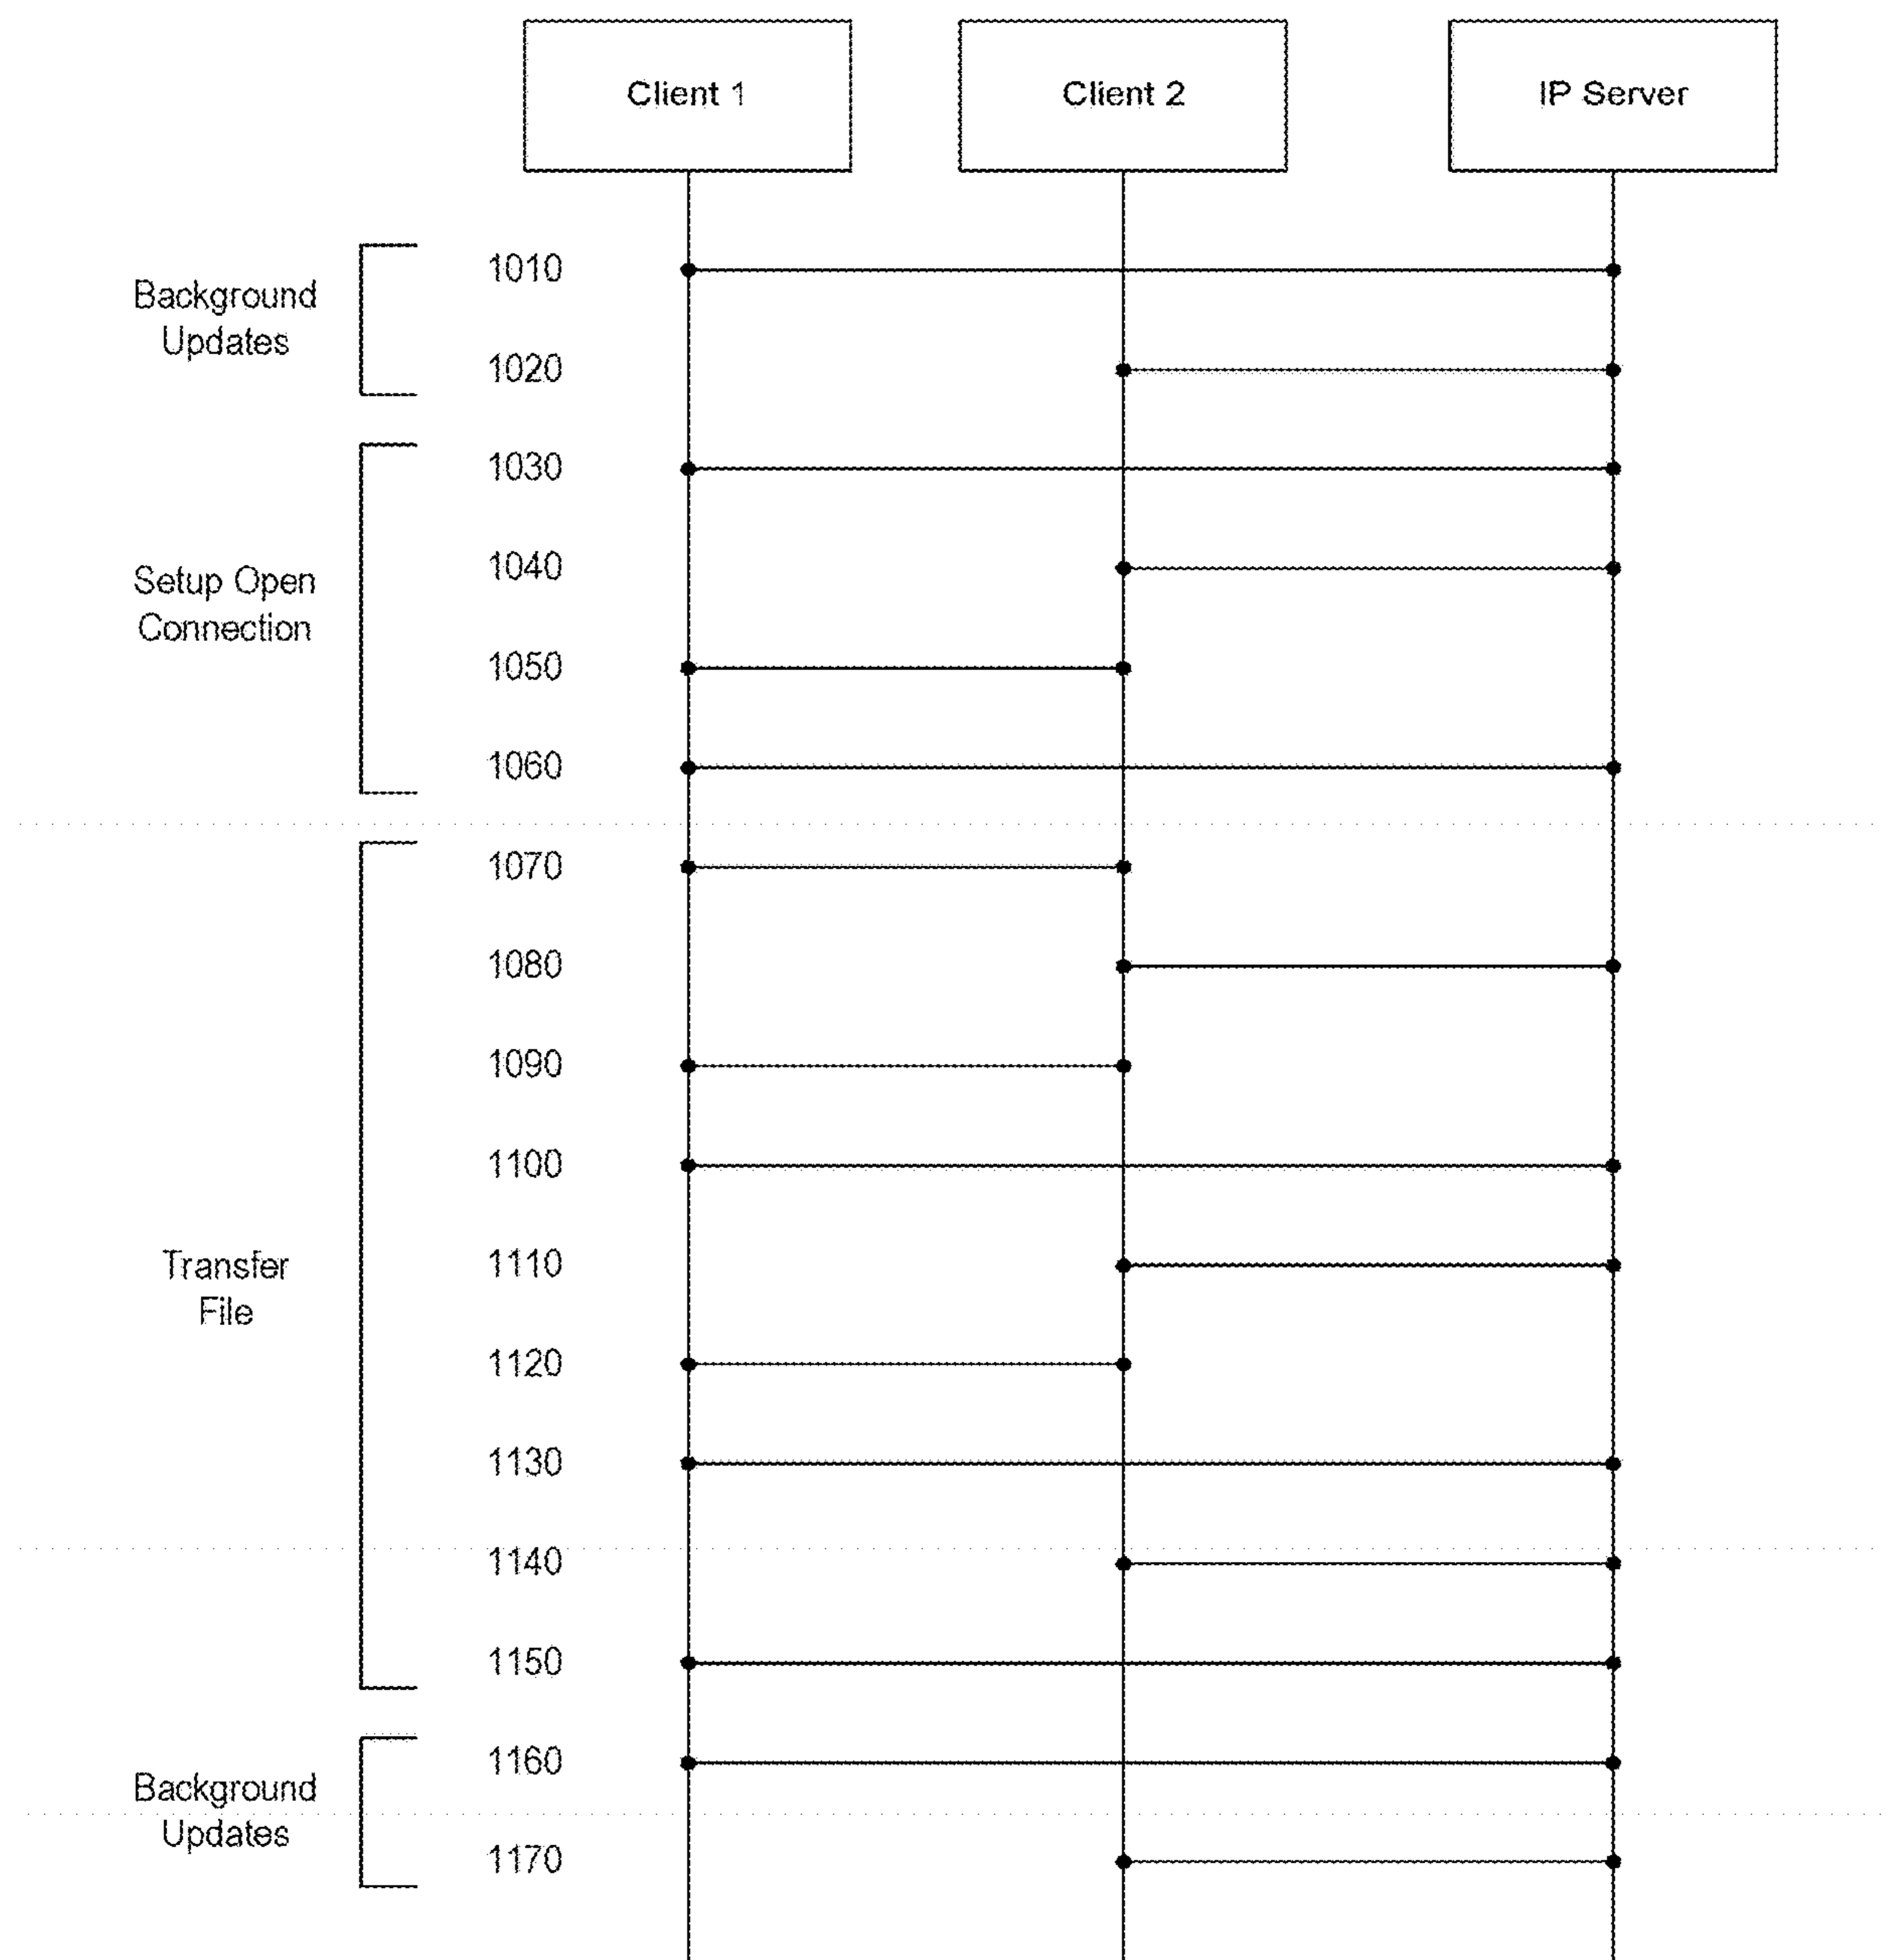 Client 1
Client 2
IP Server
Background
Updates
1010
1020
Setup Open
Connection
1030
1040
1050
1060
Transfer
File
1070
1080
1090
1100
1110
1120
1130
1140
1150
Background
Updates
1160
1170